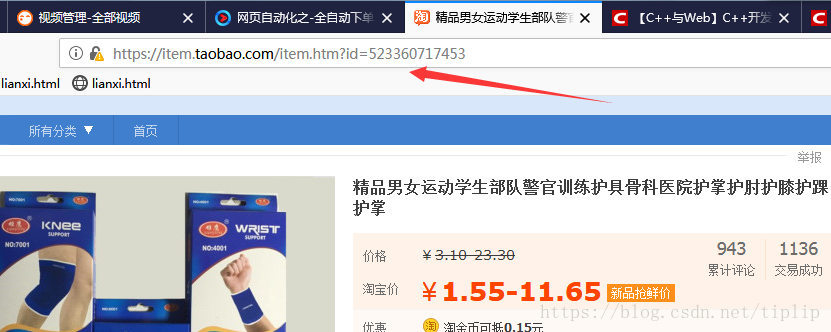 视频管理-全部视频
网页自动化之-全自动下单
精品男女运动学生部队警官
【C++与Web】C++开发
https://item.taobao.com/item.htm?id=523360717453
lianxi.html
lianxi.html
所有分类
首页
举报
精品男女运动学生部队警官训练护具骨科医院护掌护肘护膝护踝护掌
KNEE
SUPPORT
NO:7001
WRIST
SUPPORT
NO:4001
价格
¥3.10-23.30
943
累计评论
1136
交易成功
淘宝价
¥1.55-11.65
新品抢鲜价
优惠
淘金币可抵0.15元
https://blog.csdn.net/tiplip